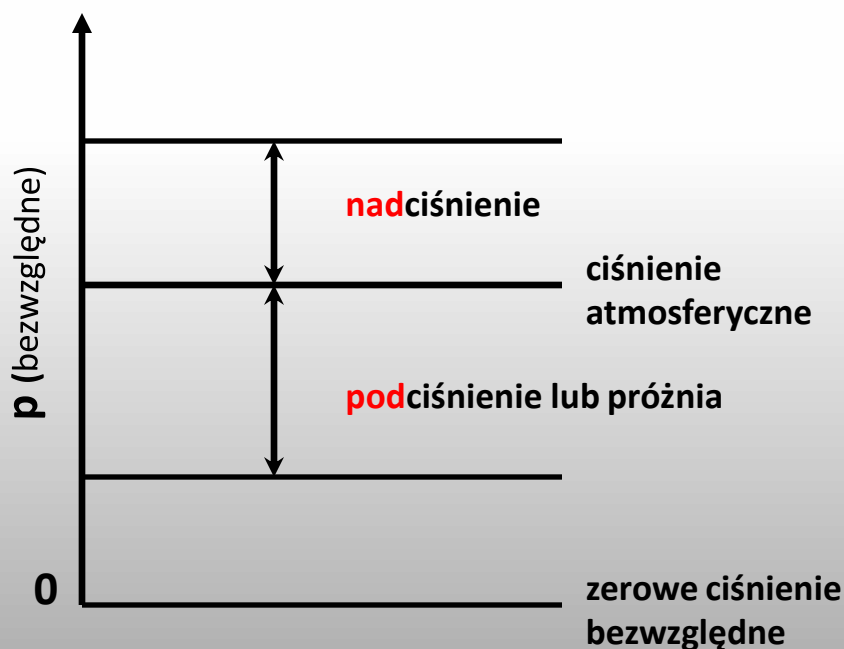 p (bezwzględne)
nadciśnienie
ciśnienie
atmosferyczne
podciśnienie lub próżnia
0
zerowe ciśnienie
bezwzględne